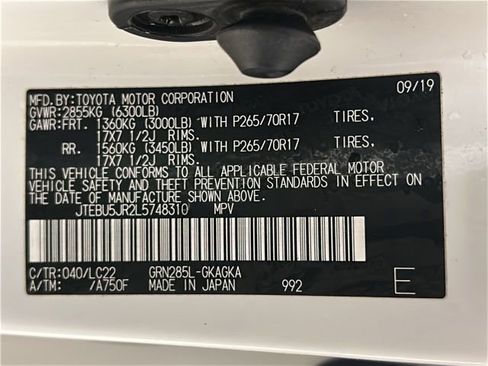 09/19
MFD. BY: TOYOTA MOTOR CORPORATION
GVWR: 2855KG (6300LB)
GAWR: FRT. 1360KG (3000LB) WITH P265/70R17 TIRES.
17X7 1/2J RIMS.
RR. 1560KG (3450LB) WITH P265/70R17 TIRES.
17X7 1/2J RIMS.
THIS VEHICLE CONFORMS TO ALL APPLICABLE FEDERAL MOTOR
VEHICLE SAFETY AND THEFT PREVENTION STANDARDS IN EFFECT ON
THE DATE OF MANUFACTURE SHOWN ABOVE.
JTEBU5JR2L5748310 MPV
C/TR: 040/LC22 GRN285L-GKAGKA
A/TM: /A750F MADE IN JAPAN 992 E